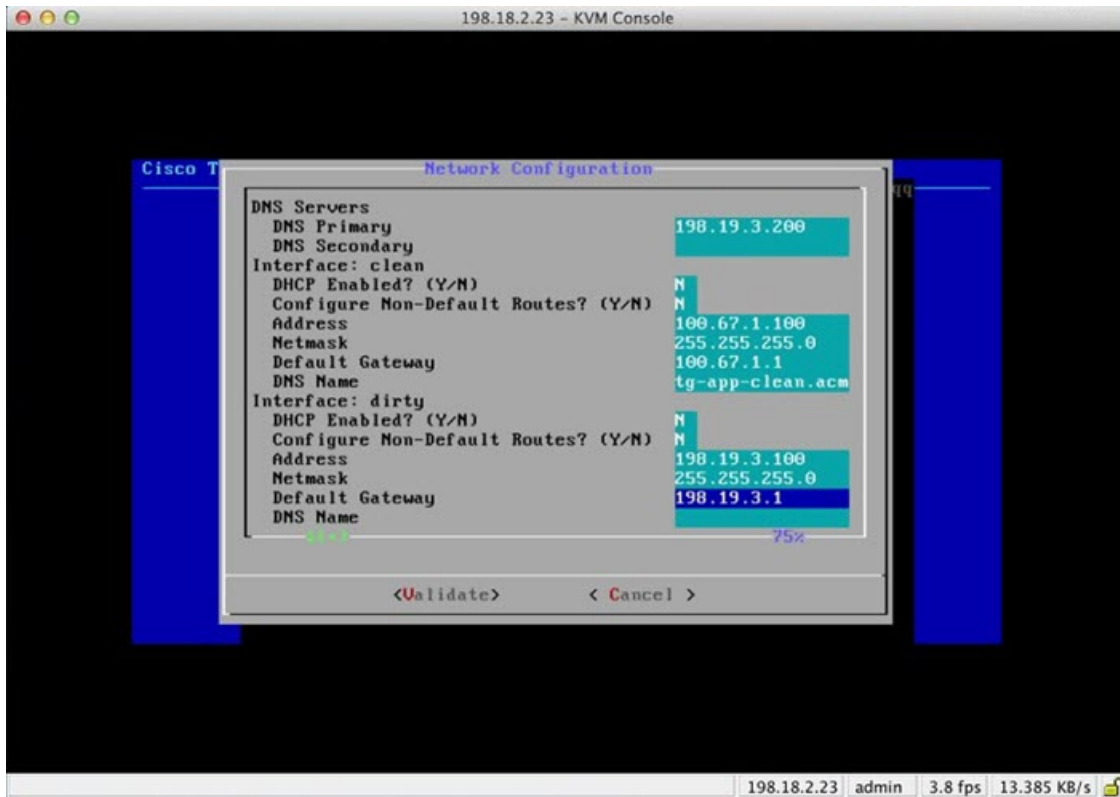 198.18.2.23 – KVM Console
Cisco T
Network Configuration
qq
DNS Servers
DNS Primary 198.19.3.200
DNS Secondary
Interface: clean
DHCP Enabled? (Y/N) N
Configure Non-Default Routes? (Y/N) N
Address 100.67.1.100
Netmask 255.255.255.0
Default Gateway 100.67.1.1
DNS Name tg-app-clean.acm
Interface: dirty
DHCP Enabled? (Y/N) N
Configure Non-Default Routes? (Y/N) N
Address 198.19.3.100
Netmask 255.255.255.0
Default Gateway 198.19.3.1
DNS Name
75%
<Validate> < Cancel >
198.18.2.23 admin 3.8 fps 13.385 KB/s